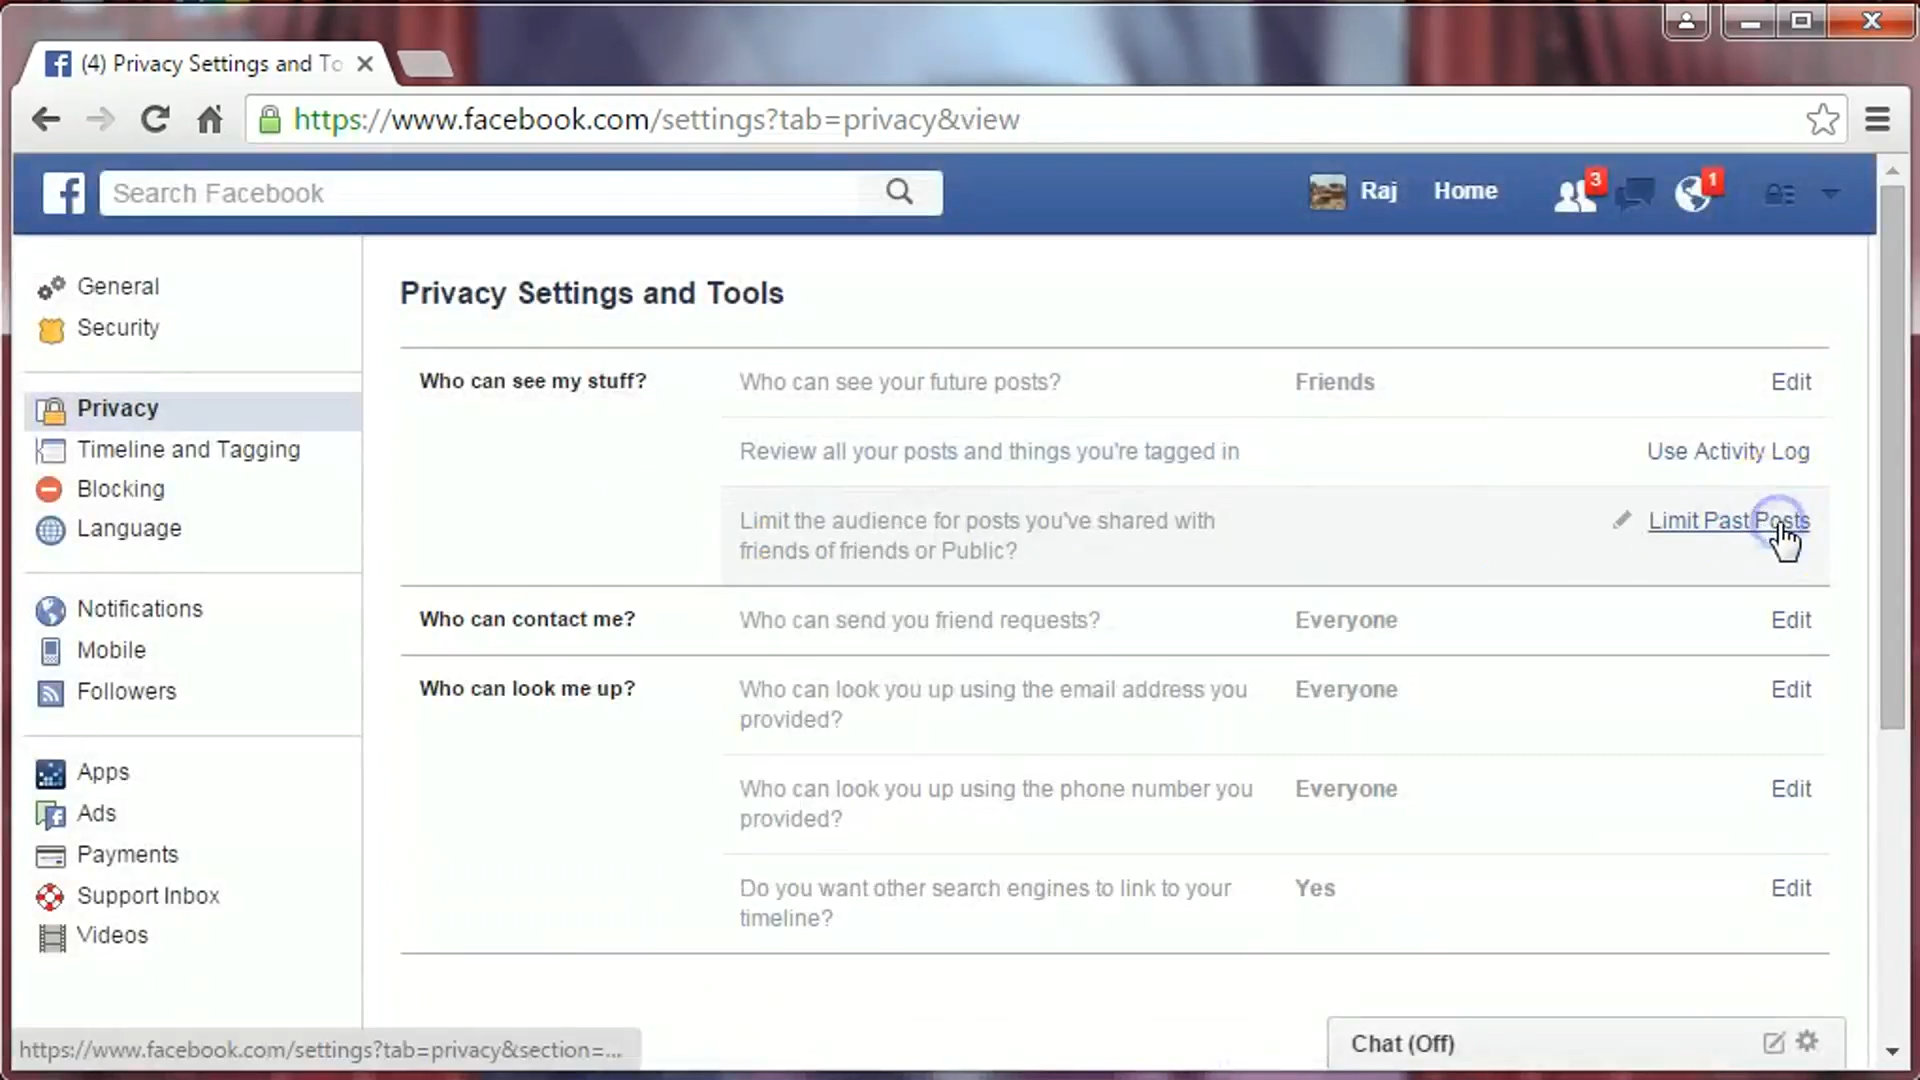 (4) Privacy Settings and To
https://www.facebook.com/settings?tab=privacy&view
Search Facebook
Raj
Home
3
1
General
Security
Privacy
Timeline and Tagging
Blocking
Language
Notifications
Mobile
Followers
Apps
Ads
Payments
Support Inbox
Videos
Privacy Settings and Tools
Who can see my stuff?
Who can see your future posts?
Friends
Edit
Review all your posts and things you're tagged in
Use Activity Log
Limit the audience for posts you've shared with
friends of friends or Public?
Limit Past Posts
Who can contact me?
Who can send you friend requests?
Everyone
Edit
Who can look me up?
Who can look you up using the email address you
provided?
Everyone
Edit
Who can look you up using the phone number you
provided?
Everyone
Edit
Do you want other search engines to link to your
timeline?
Yes
Edit
https://www.facebook.com/settings?tab=privacy&section=...
Chat (Off)